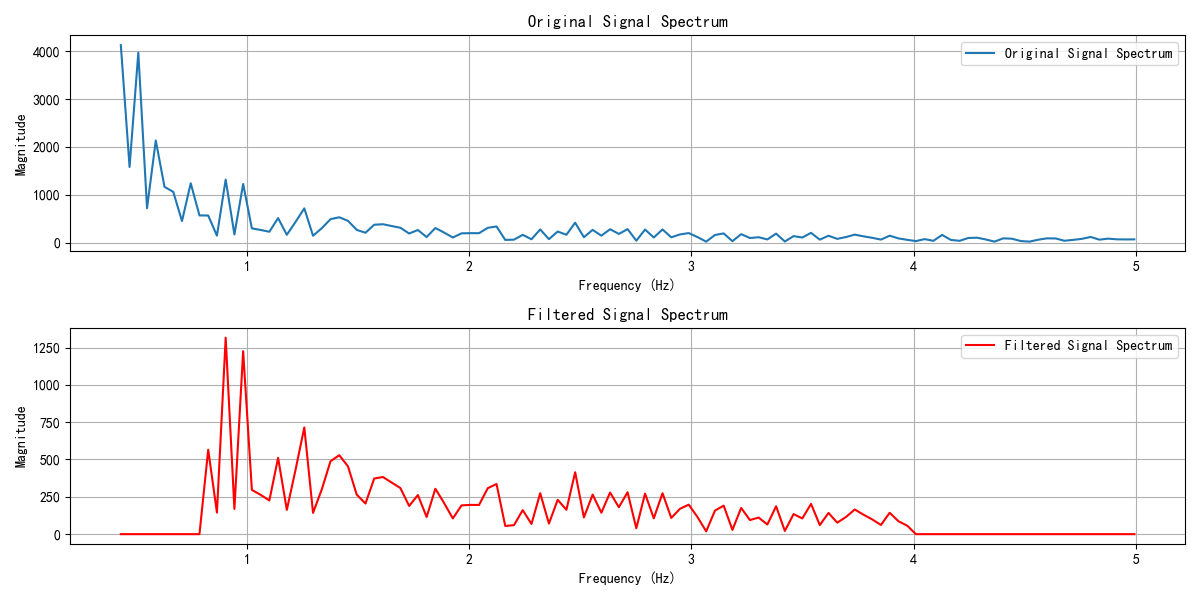 Original Signal Spectrum
Original Signal Spectrum
Magnitude
4000
3000
2000
1000
0
1
2
3
4
5
Frequency (Hz)
Filtered Signal Spectrum
Filtered Signal Spectrum
Magnitude
1250
1000
750
500
250
0
1
2
3
4
5
Frequency (Hz)